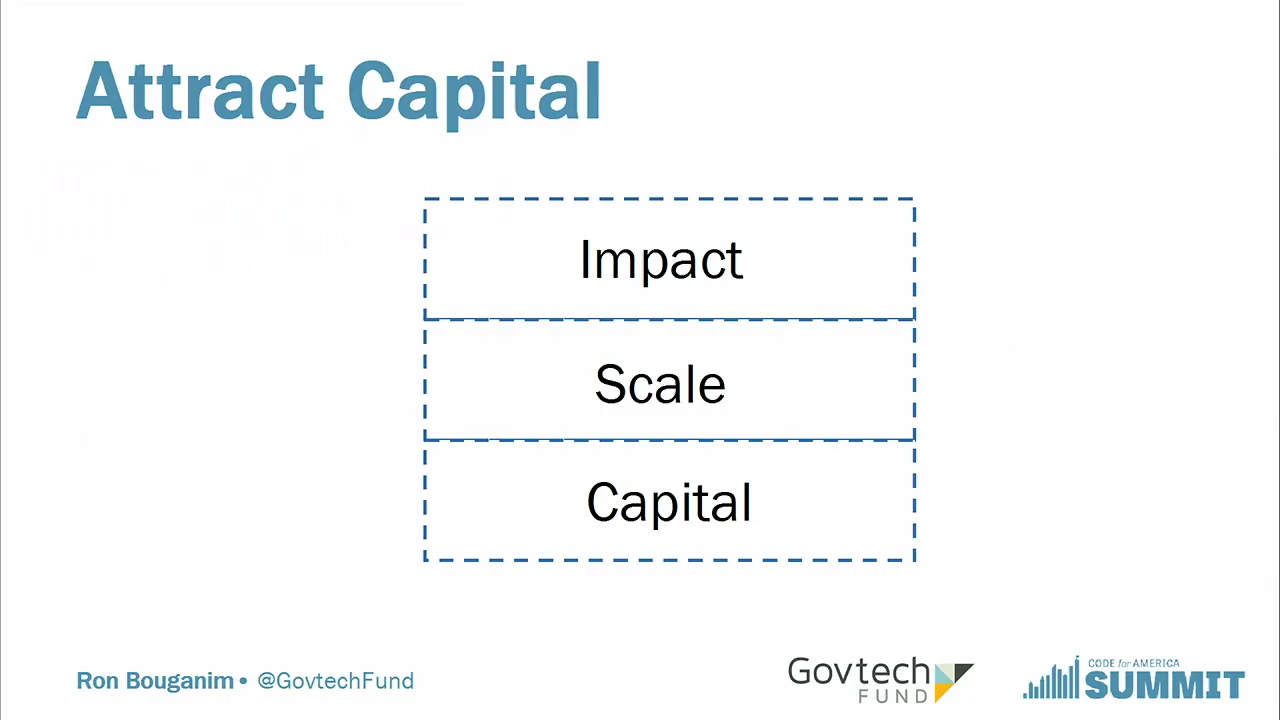 Attract Capital
Impact
Scale
Capital
Ron Bouganim • @GovtechFund
Govtech
FUND
CODE for AMERICA
SUMMIT